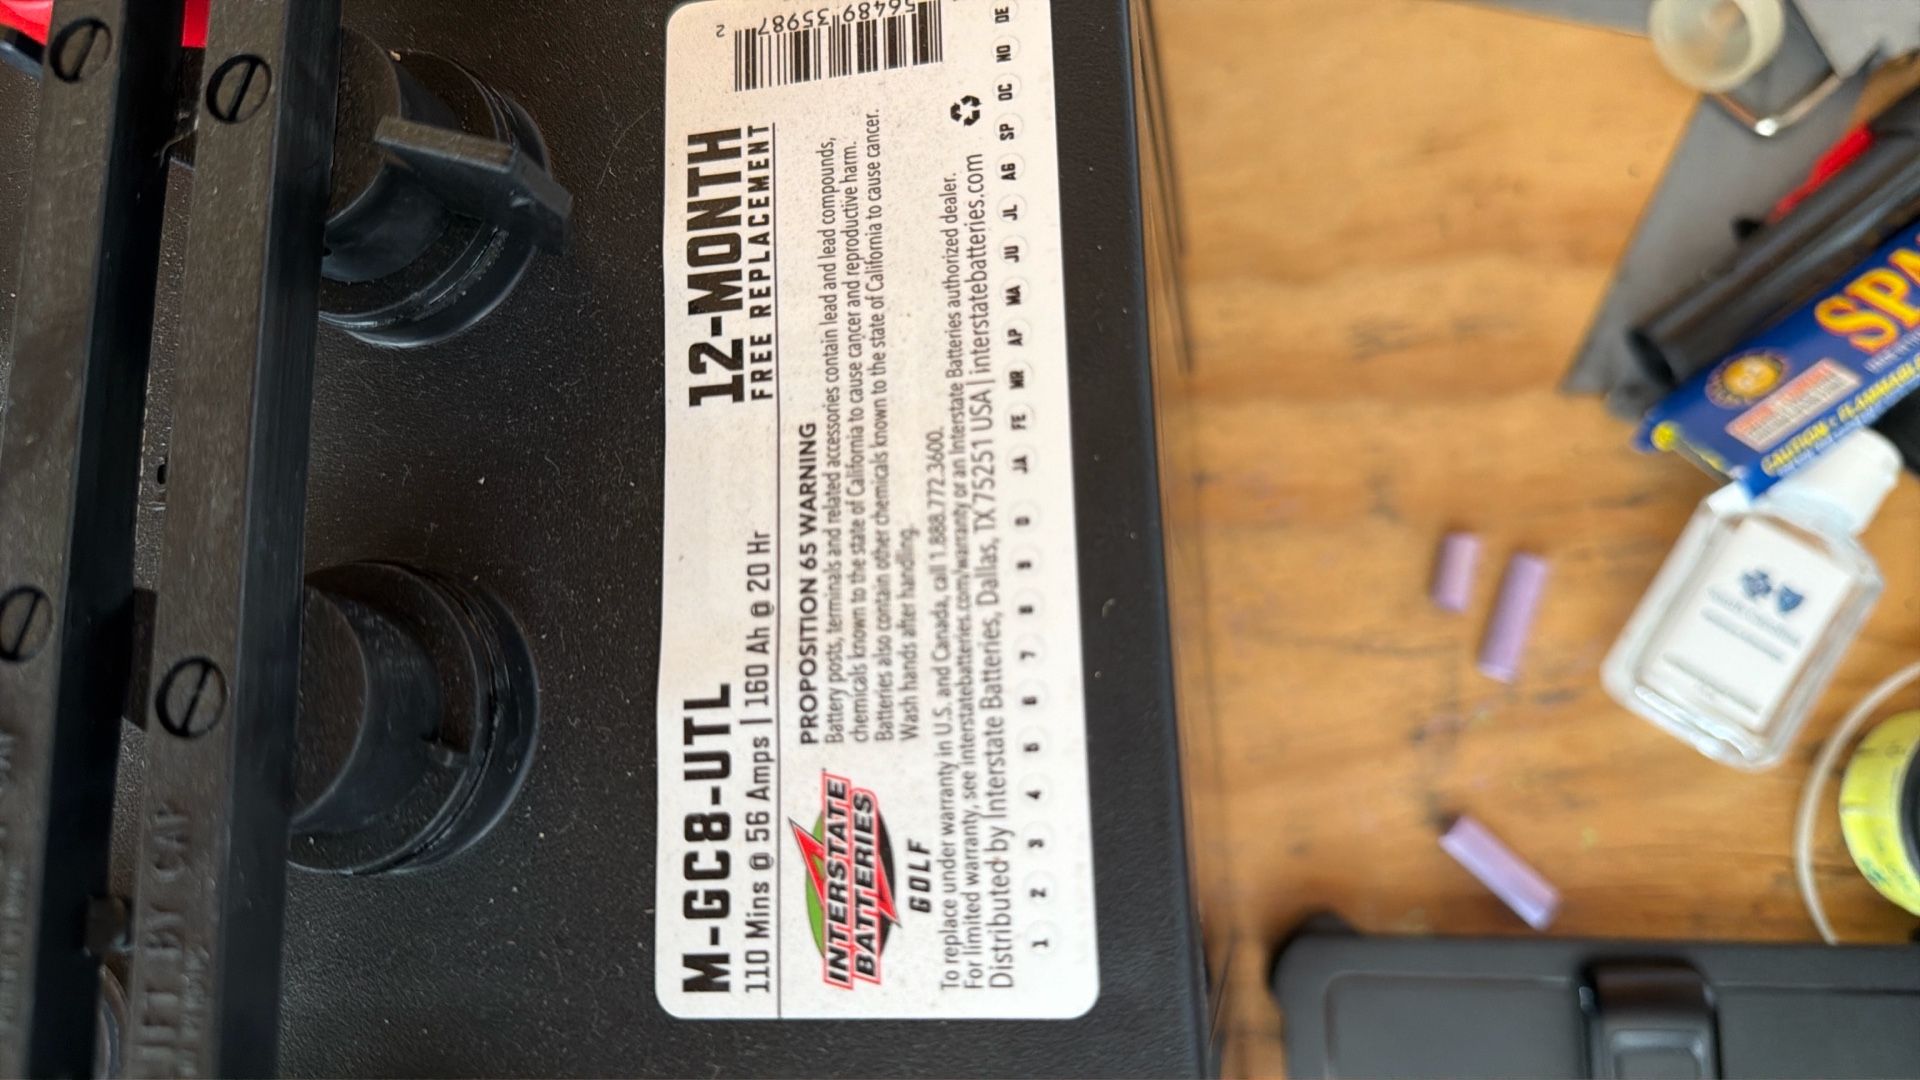 M-GC8-UTL
110 Mins @ 56 Amps | 160 Ah @ 20 Hr
12-MONTH
FREE REPLACEMENT
56489 35987 2
INTERSTATE
BATTERIES
GOLF
PROPOSITION 65 WARNING
Battery posts, terminals and related accessories contain lead and lead compounds,
chemicals known to the state of California to cause cancer and reproductive harm.
Batteries also contain other chemicals known to the state of California to cause cancer.
Wash hands after handling.
To replace under warranty in U.S. and Canada, call 1.888.772.3600.
For limited warranty, see interstatebatteries.com/warranty or an Interstate Batteries authorized dealer.
Distributed by Interstate Batteries, Dallas, TX 75251 USA | interstatebatteries.com
1 2 3 4 5 6 7 8 9 0 JA FE MR AP MA JU JL AG SP OC NO DE
BY CAP
SPA
CAUTION: FLAMMABLE